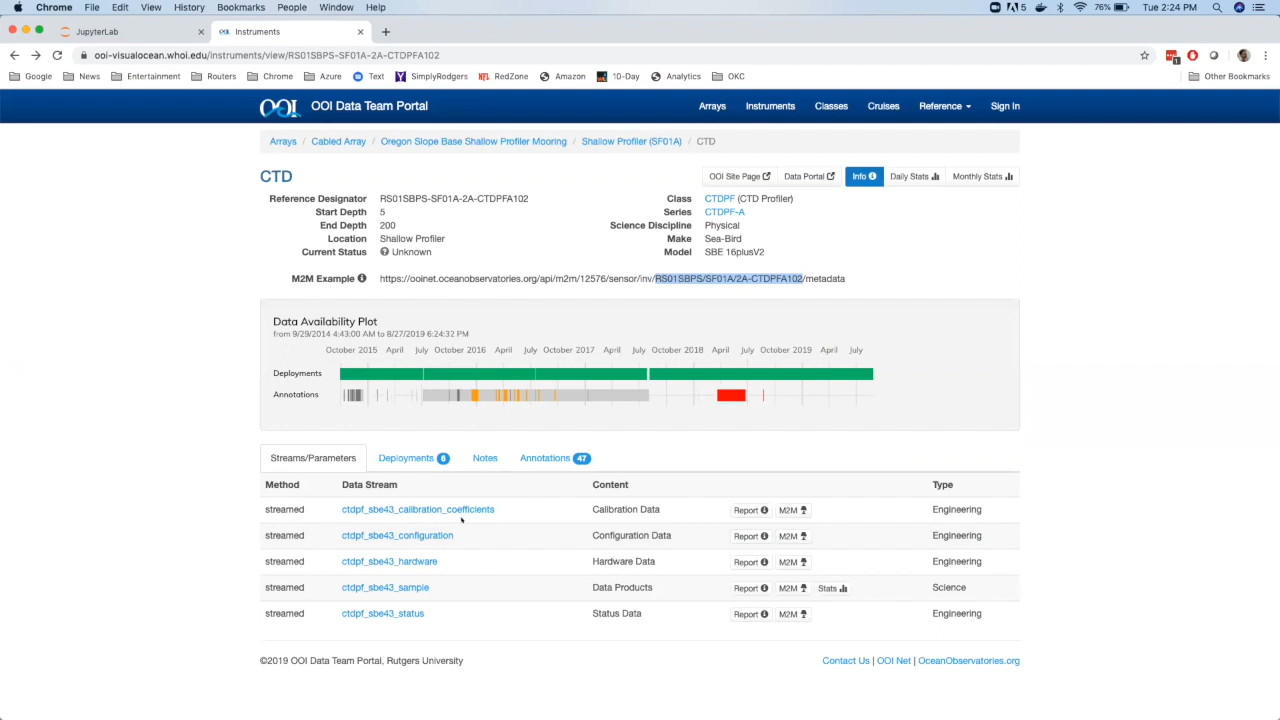 Chrome File Edit View History Bookmarks People Window Help 5 76% Tue 2:24 PM
JupyterLab Instruments
ooi-visualocean.whoi.edu/instruments/view/RS01SBPS-SF01A-2A-CTDPFA102
Google News Entertainment Routers Chrome Azure Text SimplyRodgers RedZone Amazon 10-Day Analytics OKC Other Bookmarks
OOI OOI Data Team Portal Arrays Instruments Classes Cruises Reference Sign In
Arrays / Cabled Array / Oregon Slope Base Shallow Profiler Mooring / Shallow Profiler (SF01A) / CTD
CTD OOI Site Page Data Portal Info Daily Stats Monthly Stats
Reference Designator RS01SBPS-SF01A-2A-CTDPFA102 Class CTDPF (CTD Profiler)
Start Depth 5 Series CTDPF-A
End Depth 200 Science Discipline Physical
Location Shallow Profiler Make Sea-Bird
Current Status Unknown Model SBE 16plusV2
M2M Example https://ooinet.oceanobservatories.org/api/m2m/12576/sensor/inv/RS01SBPS/SF01A/2A-CTDPFA102/metadata
Data Availability Plot
from 9/29/2014 4:43:00 AM to 8/27/2019 6:24:32 PM
October 2015 April July October 2016 April July October 2017 April July October 2018 April July October 2019 April July
Deployments
Annotations
Streams/Parameters Deployments 6 Notes Annotations 47
Method Data Stream Content Type
streamed ctdpf_sbe43_calibration_coefficients Calibration Data Report M2M Engineering
streamed ctdpf_sbe43_configuration Configuration Data Report M2M Engineering
streamed ctdpf_sbe43_hardware Hardware Data Report M2M Engineering
streamed ctdpf_sbe43_sample Data Products Report M2M Stats Science
streamed ctdpf_sbe43_status Status Data Report M2M Engineering
©2019 OOI Data Team Portal, Rutgers University Contact Us | OOI Net | OceanObservatories.org